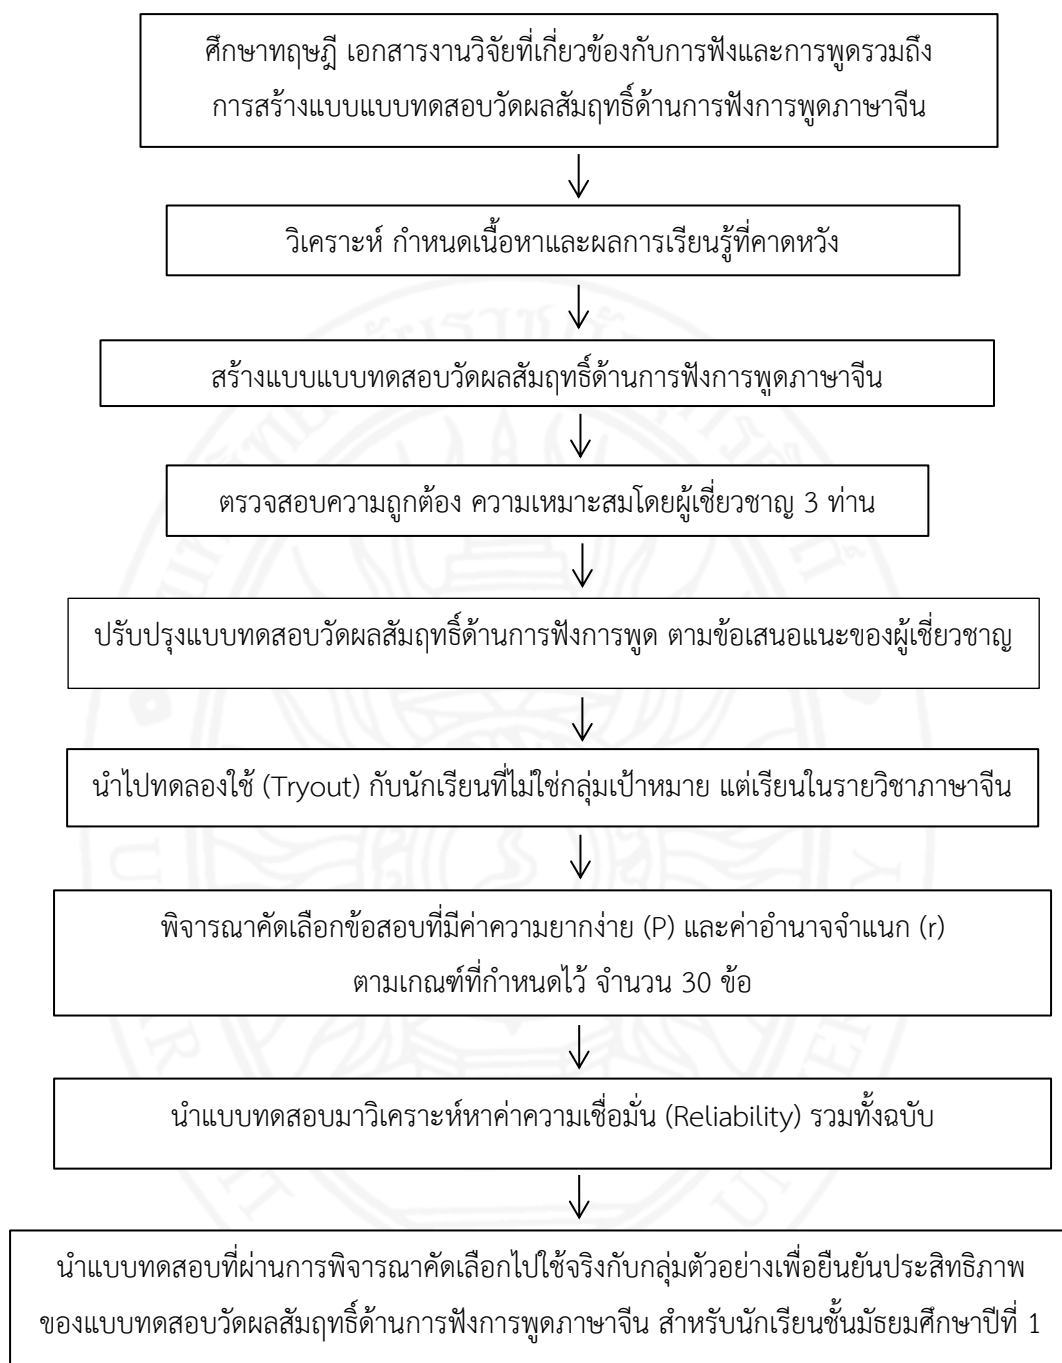 ศึกษาทฤษฎี เอกสารงานวิจัยที่เกี่ยวข้องกับการฟังและการพูดรวมถึง
การสร้างแบบแบบทดสอบวัดผลสัมฤทธิ์ด้านการฟังการพูดภาษาจีน
วิเคราะห์ กำหนดเนื้อหาและผลการเรียนรู้ที่คาดหวัง
สร้างแบบแบบทดสอบวัดผลสัมฤทธิ์ด้านการฟังการพูดภาษาจีน
ตรวจสอบความถูกต้อง ความเหมาะสมโดยผู้เชี่ยวชาญ 3 ท่าน
ปรับปรุงแบบทดสอบวัดผลสัมฤทธิ์ด้านการฟังการพูด ตามข้อเสนอแนะของผู้เชี่ยวชาญ
นำไปทดลองใช้ (Tryout) กับนักเรียนที่ไม่ใช่กลุ่มเป้าหมาย แต่เรียนในรายวิชาภาษาจีน
พิจารณาคัดเลือกข้อสอบที่มีค่าความยากง่าย (P) และค่าอำนาจจำแนก (r)
ตามเกณฑ์ที่กำหนดไว้ จำนวน 30 ข้อ
นำแบบทดสอบมาวิเคราะห์หาค่าความเชื่อมั่น (Reliability) รวมทั้งฉบับ
นำแบบทดสอบที่ผ่านการพิจารณาคัดเลือกไปใช้จริงกับกลุ่มตัวอย่างเพื่อยืนยันประสิทธิภาพ
ของแบบทดสอบวัดผลสัมฤทธิ์ด้านการฟังการพูดภาษาจีน สำหรับนักเรียนชั้นมัธยมศึกษาปีที่ 1